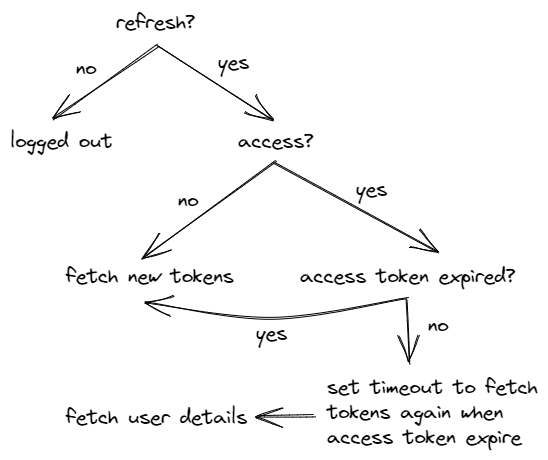 refresh?
no
yes
logged out
access?
no
yes
fetch new tokens
access token expired?
yes
no
set timeout to fetch
tokens again when
access token expire
fetch user details